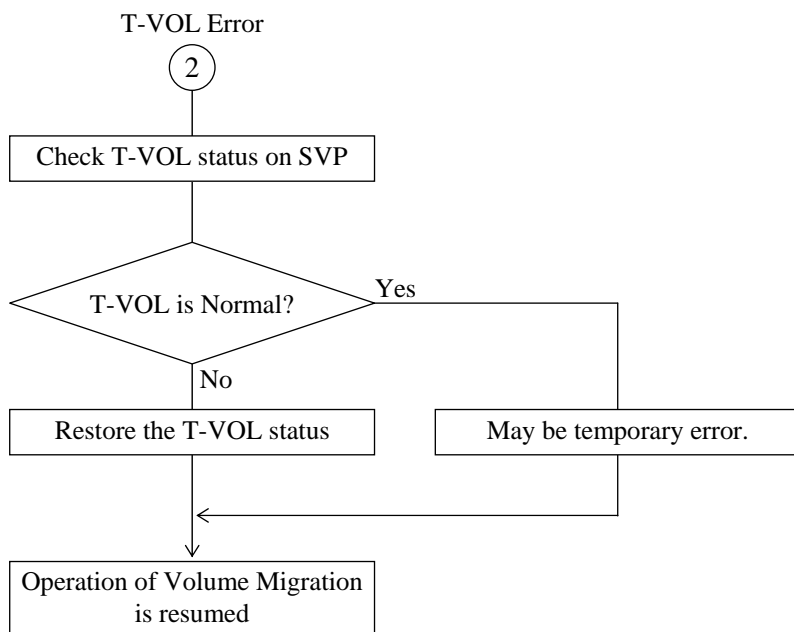 T-VOL Error
2
Check T-VOL status on SVP
T-VOL is Normal?
Yes
No
Restore the T-VOL status
May be temporary error.
Operation of Volume Migration
is resumed